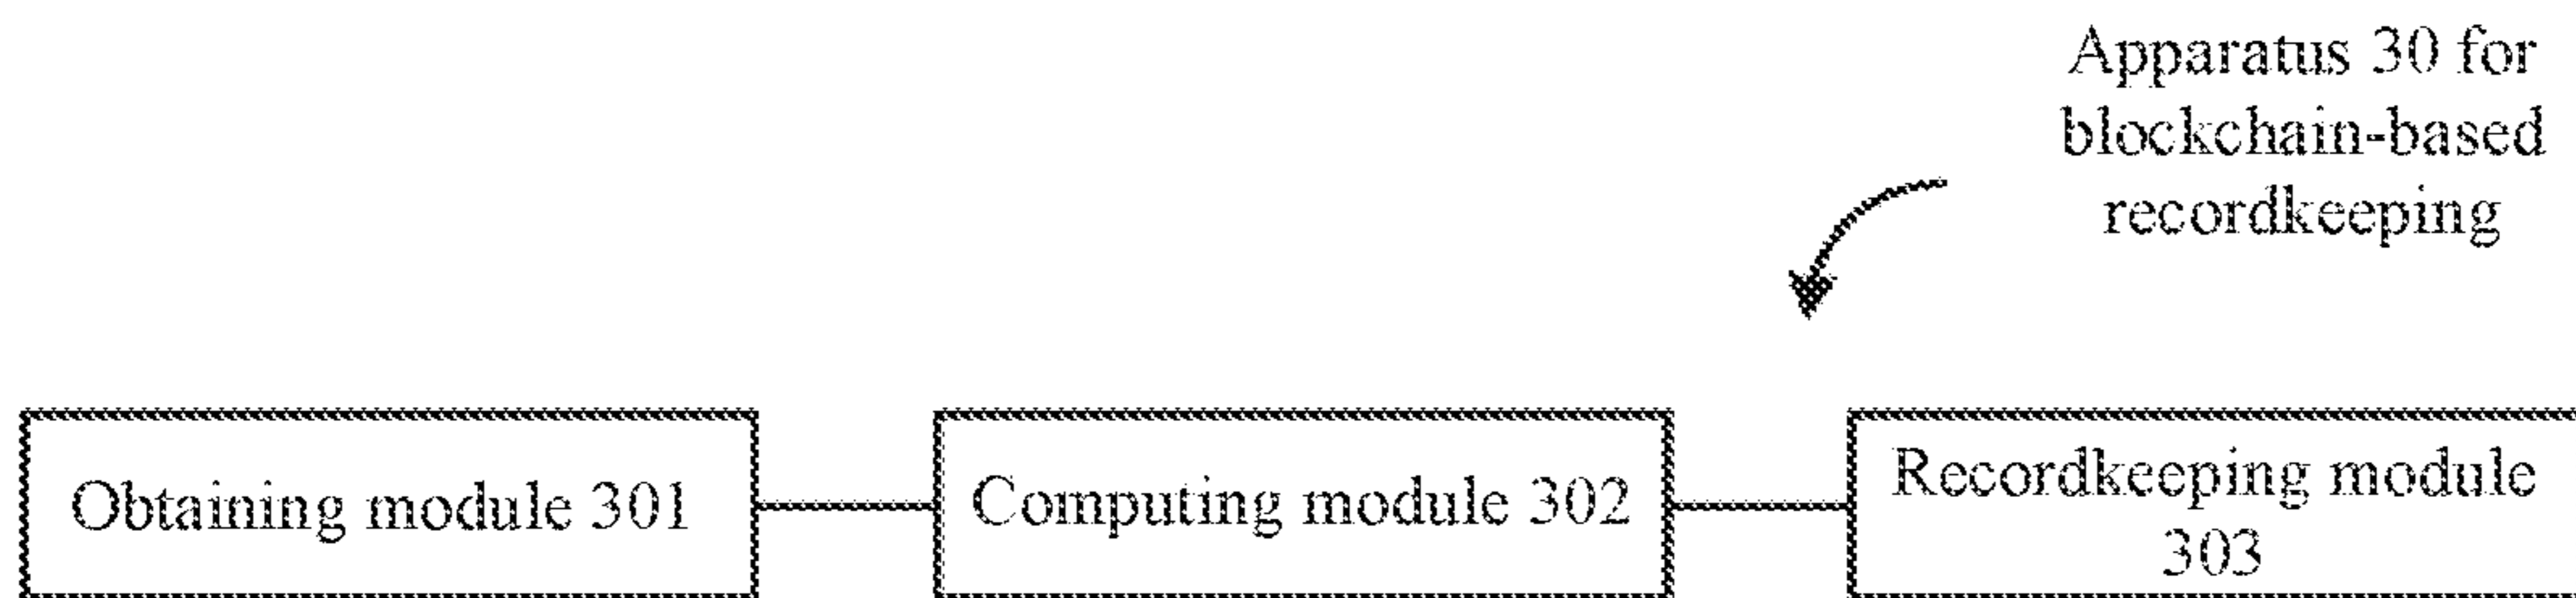 Apparatus 30 for
blockchain-based
recordkeeping
Obtaining module 301
Computing module 302
Recordkeeping module
303